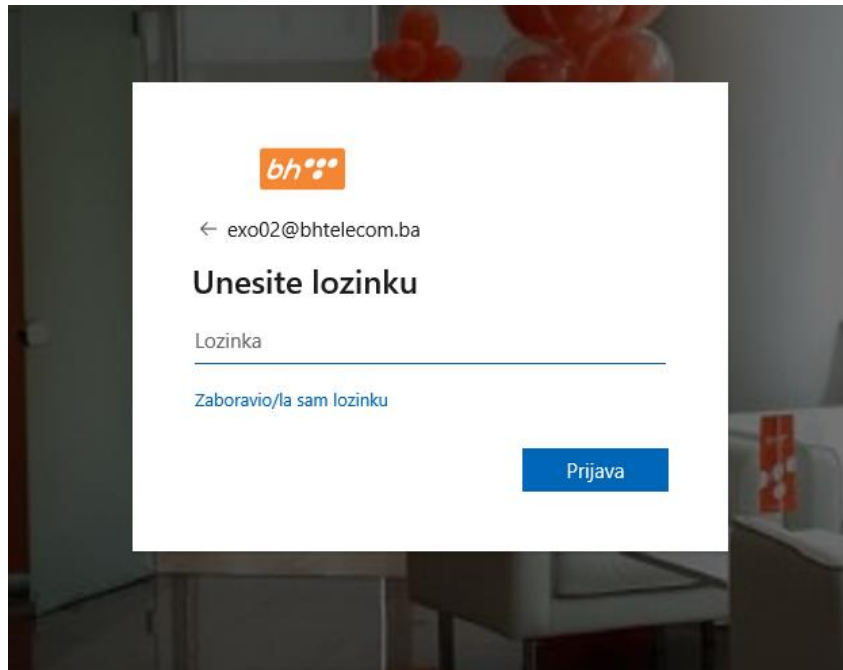 bh
← exo02@bhtelecom.ba
Unesite lozinku
Lozinka
Zaboravio/la sam lozinku
Prijava